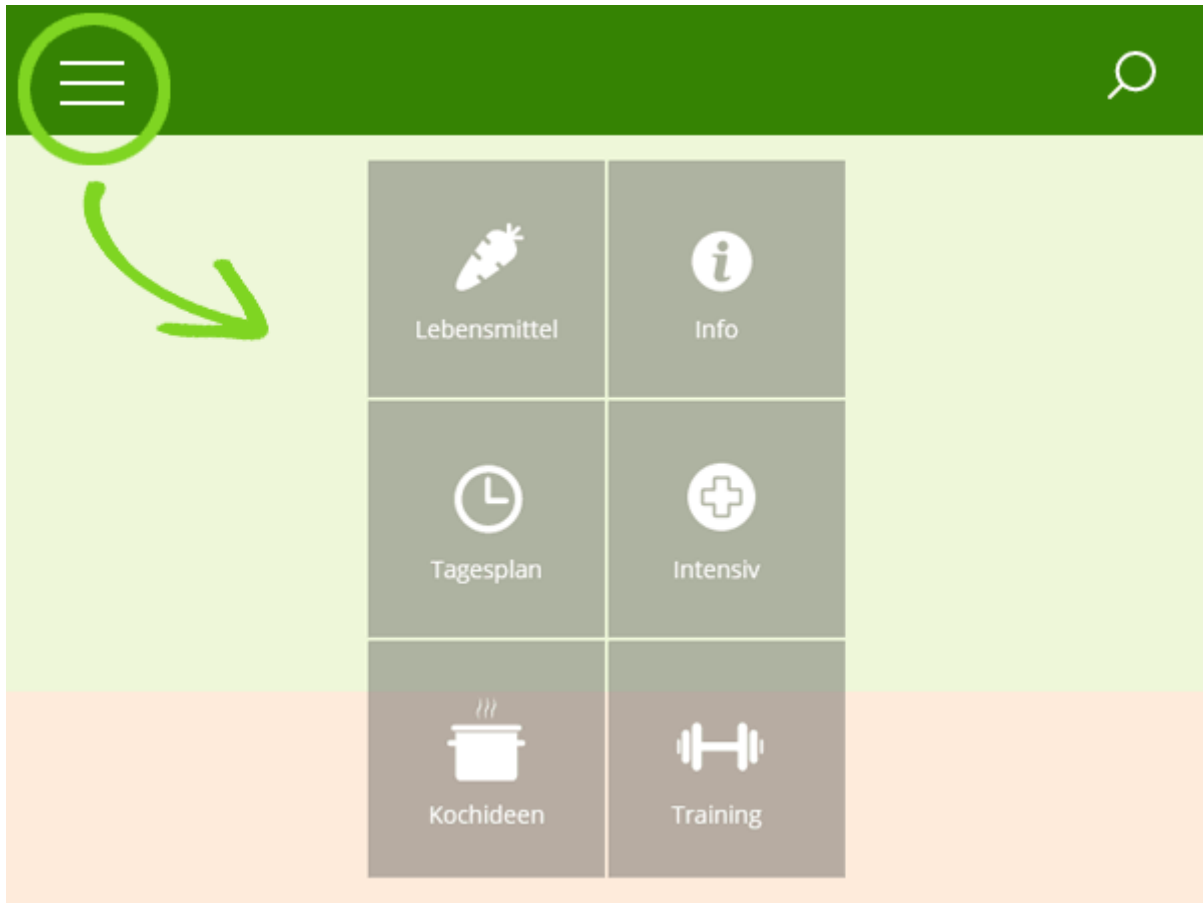 Lebensmittel
Info
Tagesplan
Intensiv
Kochideen
Training